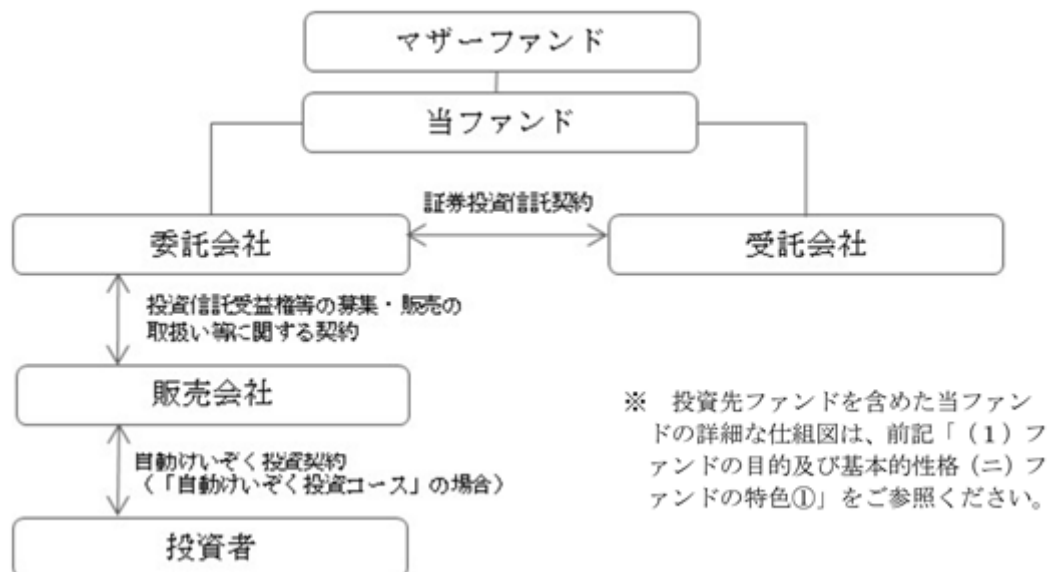 マザーファンド
当ファンド
証券投資信託契約
委託会社
受託会社
投資信託受益権等の募集・販売の
取扱い等に関する契約
販売会社
自動けいぞく投資契約
〈「自動けいぞく投資コース」の場合〉
投資者
※ 投資先ファンドを含めた当ファン
ドの詳細な仕組図は、前記「(1)フ
ァンドの目的及び基本的性格(ニ)フ
ァンドの特色①」をご参照ください。